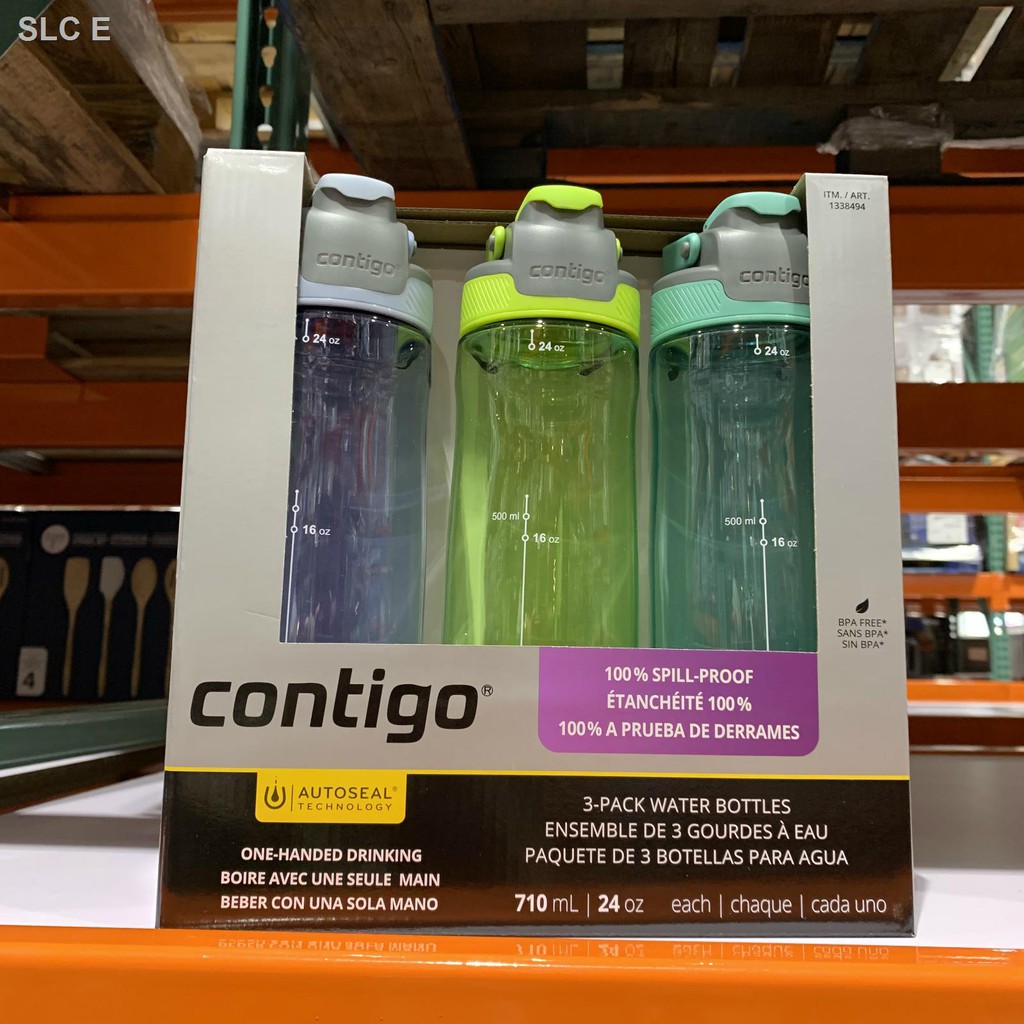 SLC E
ITM. / ART.
1338494
contigo
contigo
contigo
24 oz
24 oz
24 oz
500 ml
16 oz
16 oz
500 ml
16 oz
BPA FREE*
SANS BPA*
SIN BPA*
contigo®
100% SPILL-PROOF
ÉTANCHÉITÉ 100%
100% A PRUEBA DE DERRAMES
AUTOSEAL®
TECHNOLOGY
ONE-HANDED DRINKING
BOIRE AVEC UNE SEULE MAIN
BEBER CON UNA SOLA MANO
3-PACK WATER BOTTLES
ENSEMBLE DE 3 GOURDES À EAU
PAQUETE DE 3 BOTELLAS PARA AGUA
710 mL | 24 oz each | chaque | cada uno
4